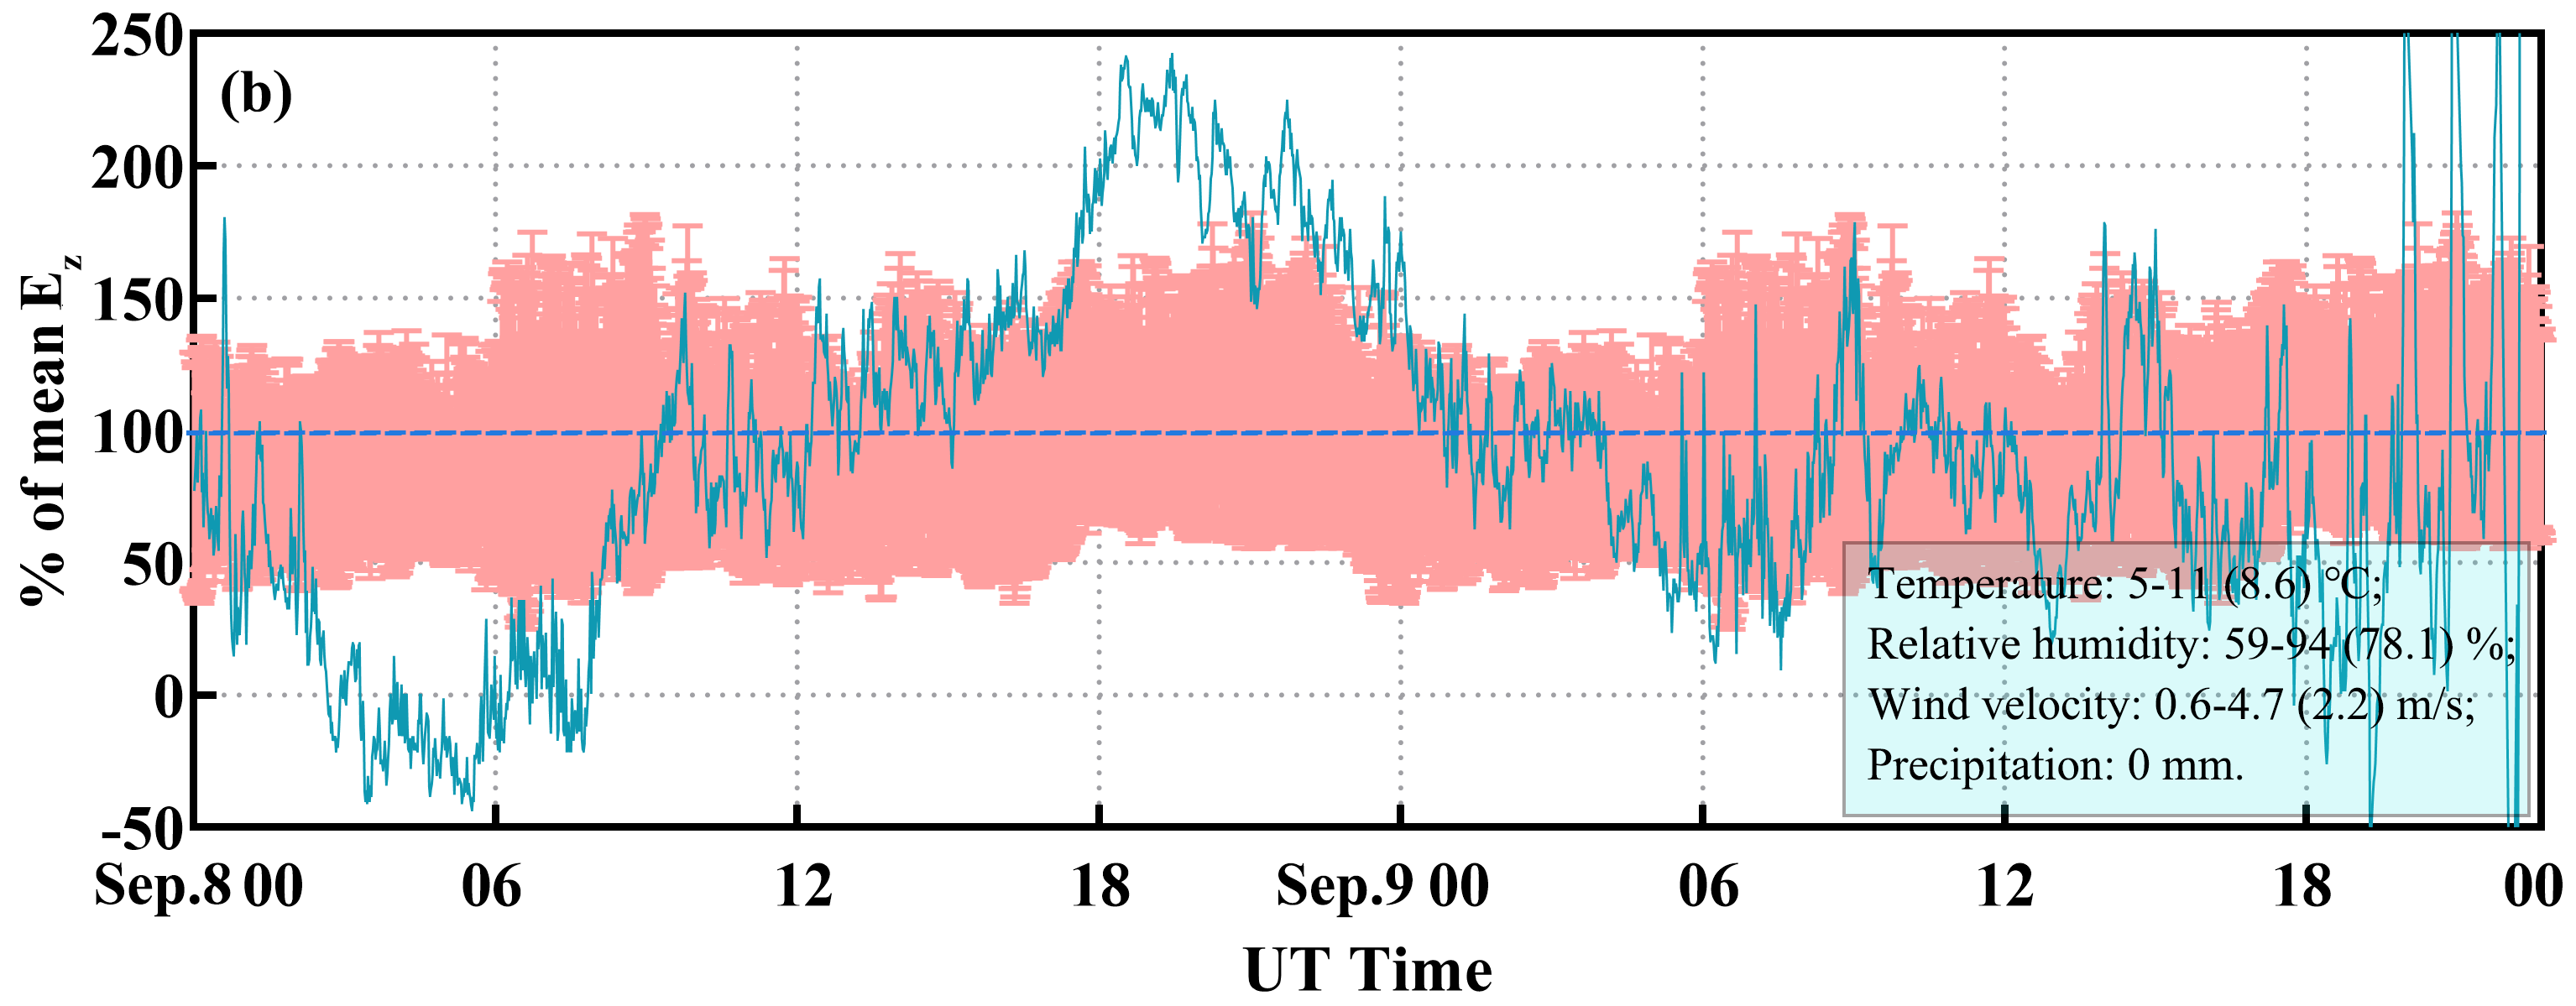 (b)
% of mean Ez
250
200
150
100
50
0
-50
Temperature: 5-11 (8.6) ℃;
Relative humidity: 59-94 (78.1) %;
Wind velocity: 0.6-4.7 (2.2) m/s;
Precipitation: 0 mm.
Sep.8 00 06 12 18 Sep.9 00 06 12 18 00
UT Time